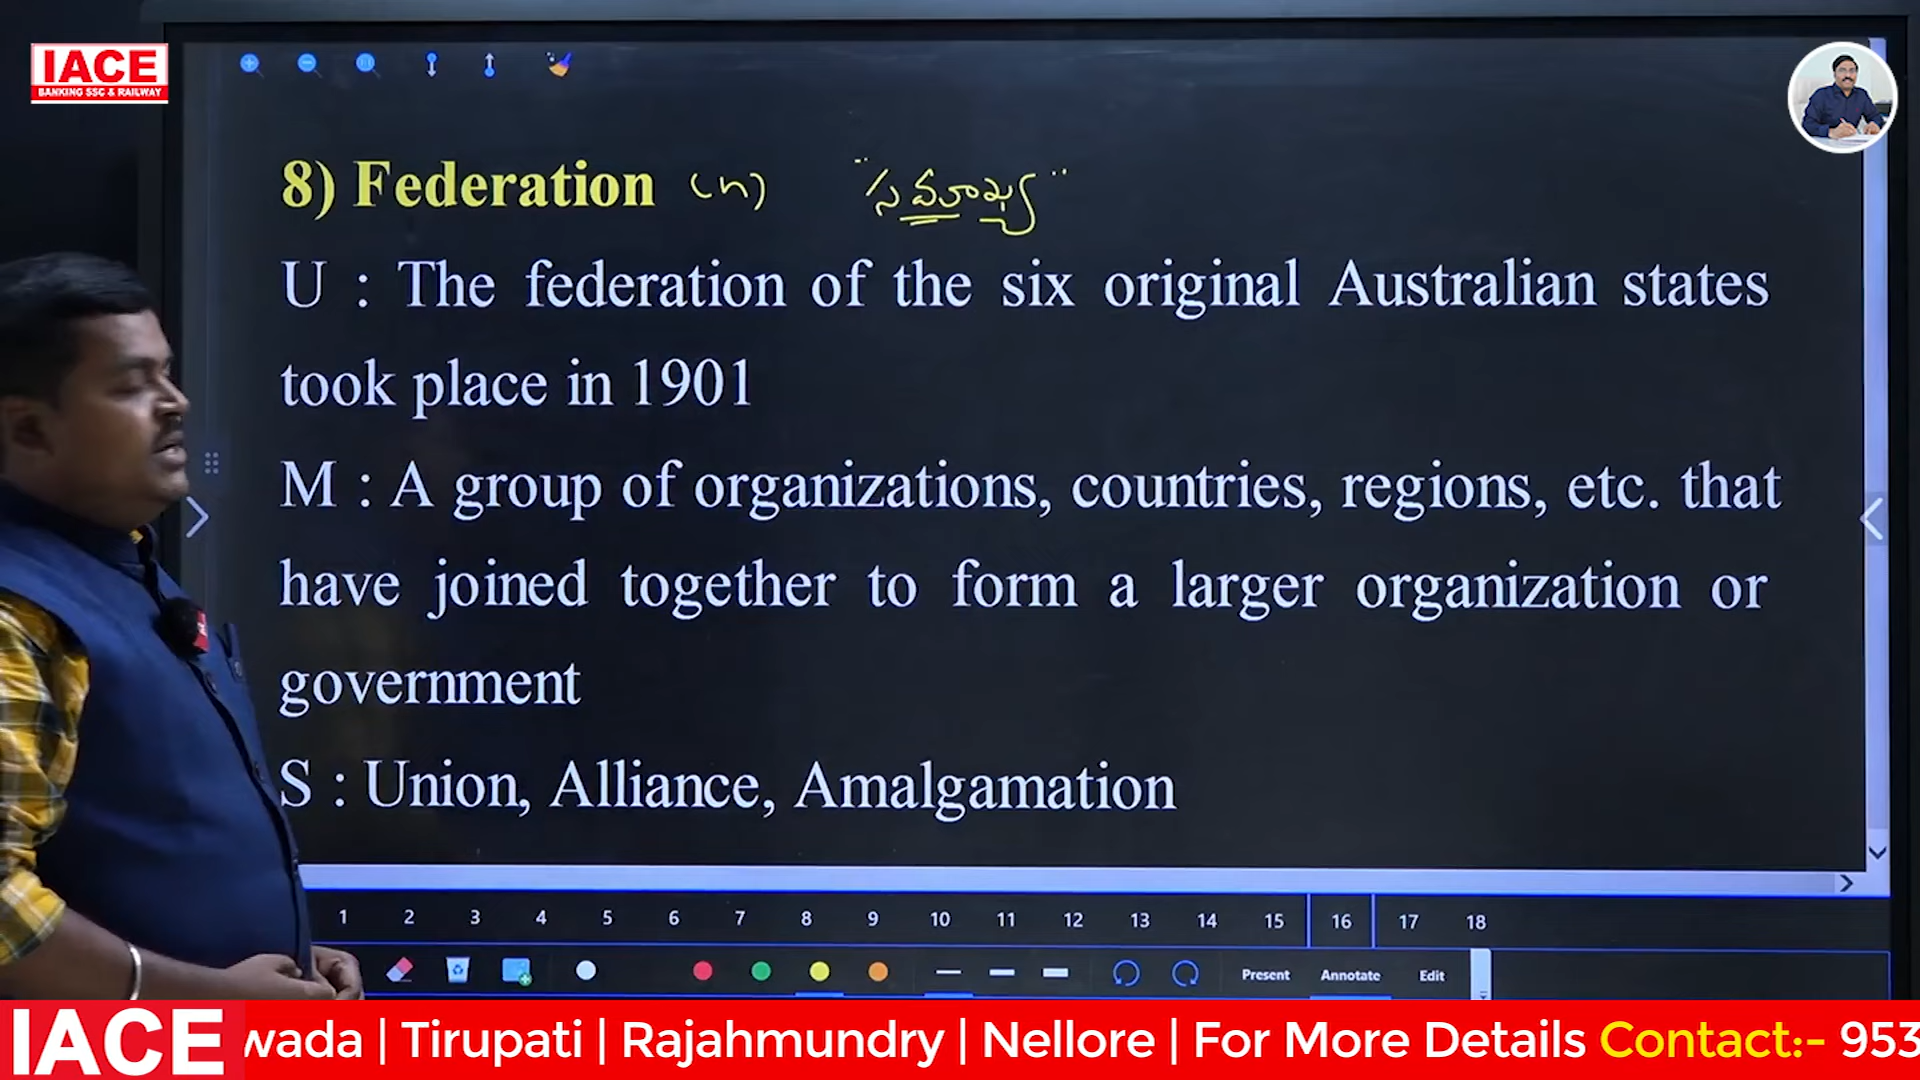 IACE
BANKING SSC & RAILWAY
8) Federation (n) "సమాఖ్య"
U : The federation of the six original Australian states
took place in 1901
M : A group of organizations, countries, regions, etc. that
have joined together to form a larger organization or
government
S : Union, Alliance, Amalgamation
1 2 3 4 5 6 7 8 9 10 11 12 13 14 15 16 17 18
Present Annotate Edit
IACE wada | Tirupati | Rajahmundry | Nellore | For More Details Contact:- 953